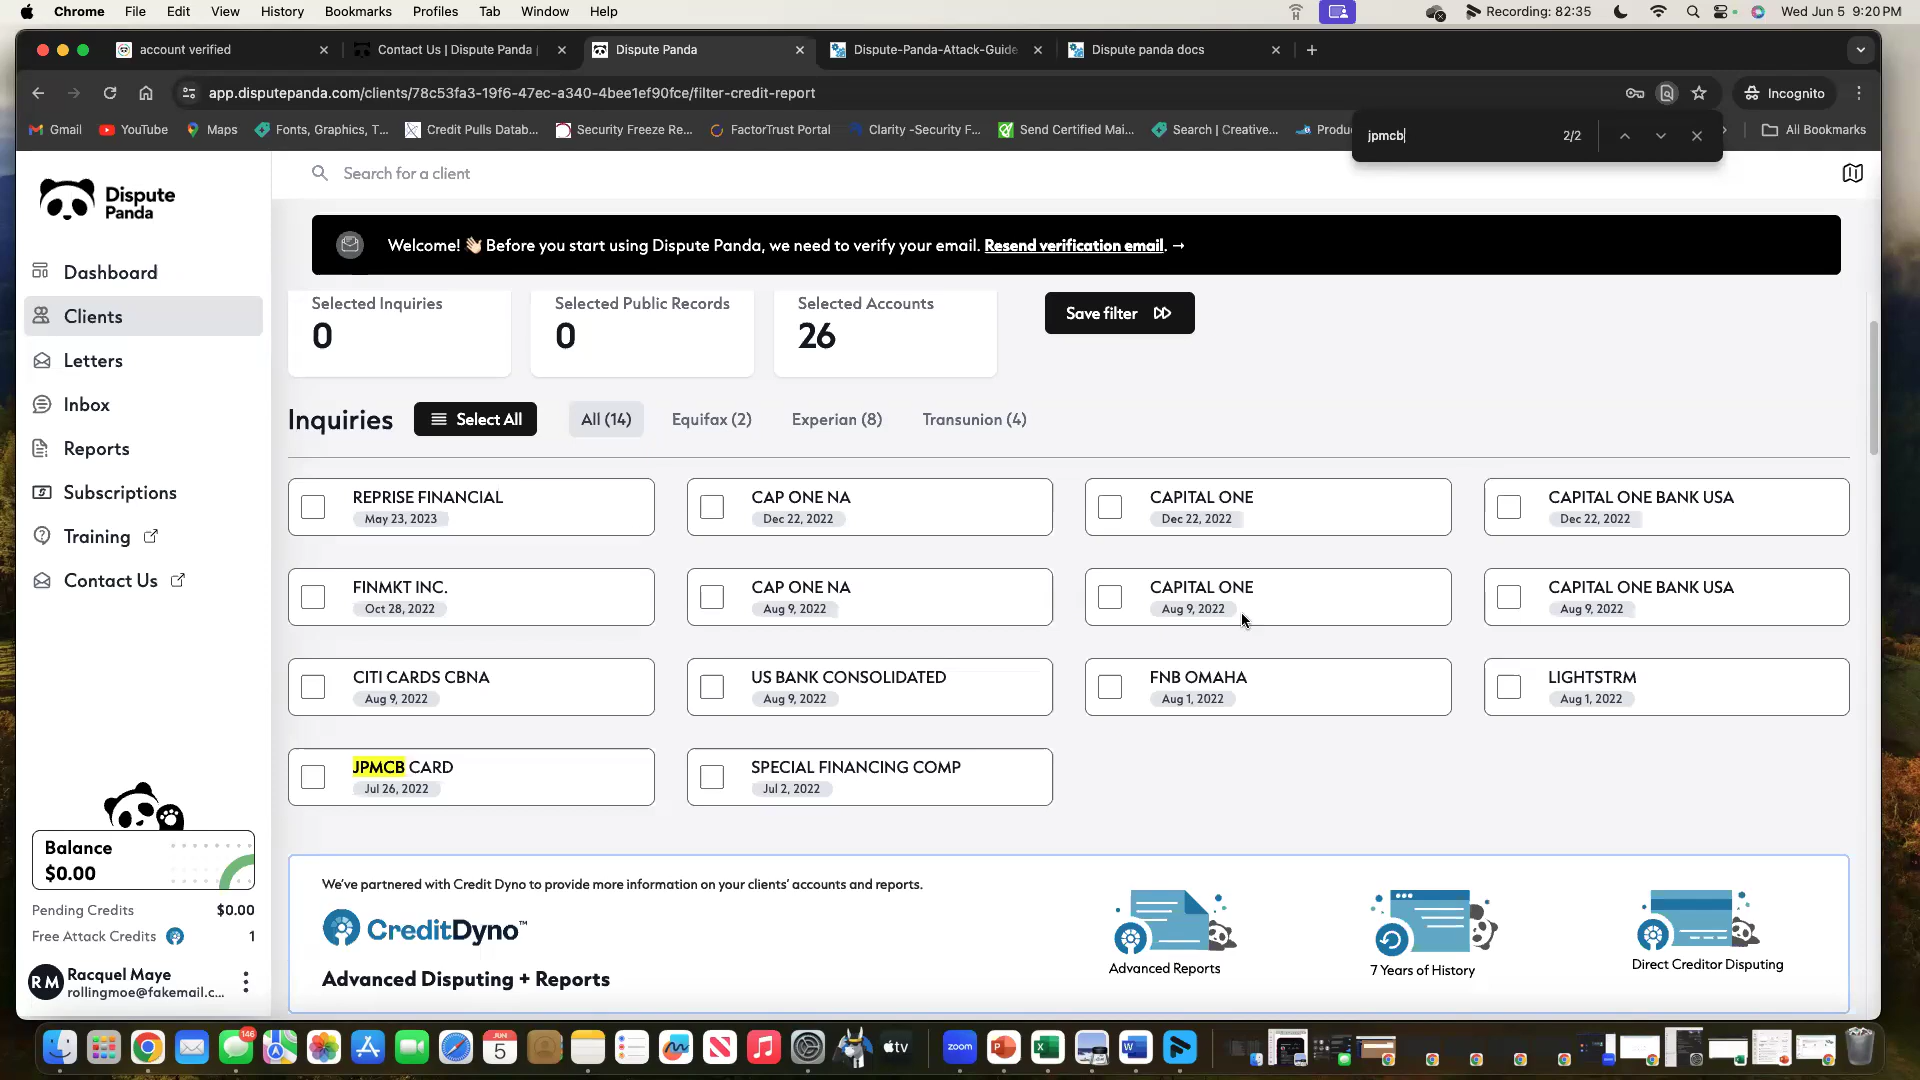 Chrome File Edit View History Bookmarks Profiles Tab Window Help Recording: 82:35 Wed Jun 5 9:20 PM
account verified Contact Us | Dispute Panda | Dispute Panda Dispute-Panda-Attack-Guide Dispute panda docs
app.disputepanda.com/clients/78c53fa3-19f6-47ec-a340-4bee1ef90fce/filter-credit-report Incognito
Gmail YouTube Maps Fonts, Graphics, T... Credit Pulls Datab... Security Freeze Re... FactorTrust Portal Clarity -Security F... Send Certified Mai... Search | Creative... Produ All Bookmarks
jpmcb 2/2
Dispute Panda
Search for a client
Welcome! 👋🏻 Before you start using Dispute Panda, we need to verify your email. Resend verification email. →
Dashboard
Clients
Letters
Inbox
Reports
Subscriptions
Training
Contact Us
Selected Inquiries
0
Selected Public Records
0
Selected Accounts
26
Save filter
Inquiries Select All All (14) Equifax (2) Experian (8) Transunion (4)
REPRISE FINANCIAL
May 23, 2023
CAP ONE NA
Dec 22, 2022
CAPITAL ONE
Dec 22, 2022
CAPITAL ONE BANK USA
Dec 22, 2022
FINMKT INC.
Oct 28, 2022
CAP ONE NA
Aug 9, 2022
CAPITAL ONE
Aug 9, 2022
CAPITAL ONE BANK USA
Aug 9, 2022
CITI CARDS CBNA
Aug 9, 2022
US BANK CONSOLIDATED
Aug 9, 2022
FNB OMAHA
Aug 1, 2022
LIGHTSTRM
Aug 1, 2022
JPMCB CARD
Jul 26, 2022
SPECIAL FINANCING COMP
Jul 2, 2022
We've partnered with Credit Dyno to provide more information on your clients' accounts and reports.
CreditDyno™
Advanced Disputing + Reports
Advanced Reports
7 Years of History
Direct Creditor Disputing
Balance
$0.00
Pending Credits $0.00
Free Attack Credits 1
RM
Racquel Maye
rollingmoe@fakemail.c...
146
JUN
5
tv
zoom